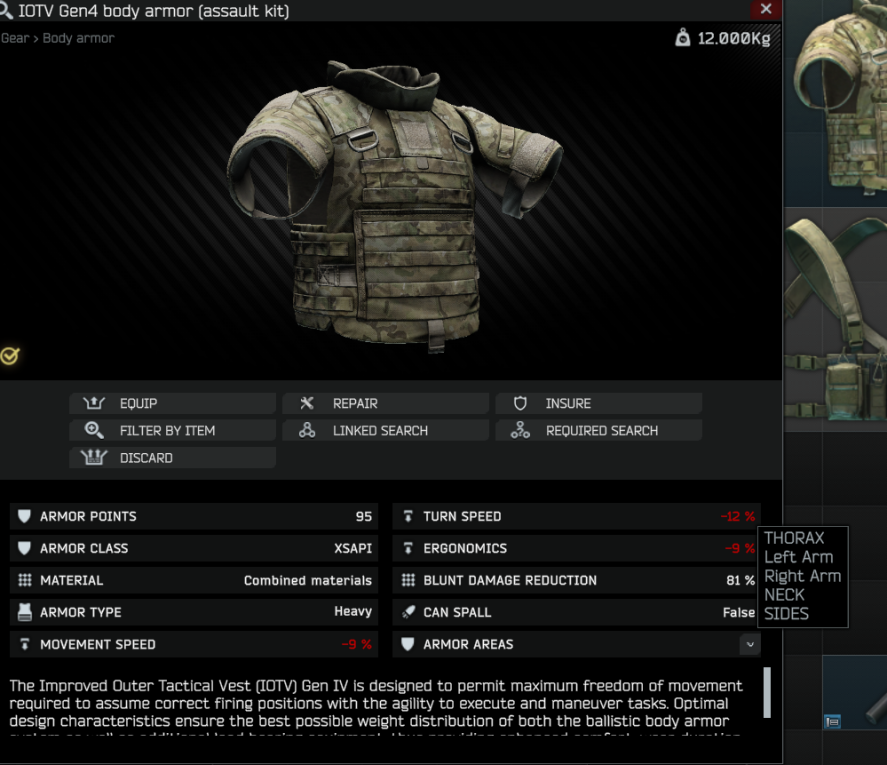 IOTV Gen4 body armor (assault kit)
Gear > Body armor
12.000Kg
EQUIP
REPAIR
INSURE
FILTER BY ITEM
LINKED SEARCH
REQUIRED SEARCH
DISCARD
ARMOR POINTS 95
TURN SPEED -12 %
ARMOR CLASS XSAPI
ERGONOMICS -9 %
MATERIAL Combined materials
BLUNT DAMAGE REDUCTION 81 %
ARMOR TYPE Heavy
CAN SPALL False
MOVEMENT SPEED -9 %
ARMOR AREAS
THORAX
Left Arm
Right Arm
NECK
SIDES
The Improved Outer Tactical Vest (IOTV) Gen IV is designed to permit maximum freedom of movement
required to assume correct firing positions with the agility to execute and maneuver tasks. Optimal
design characteristics ensure the best possible weight distribution of both the ballistic body armor